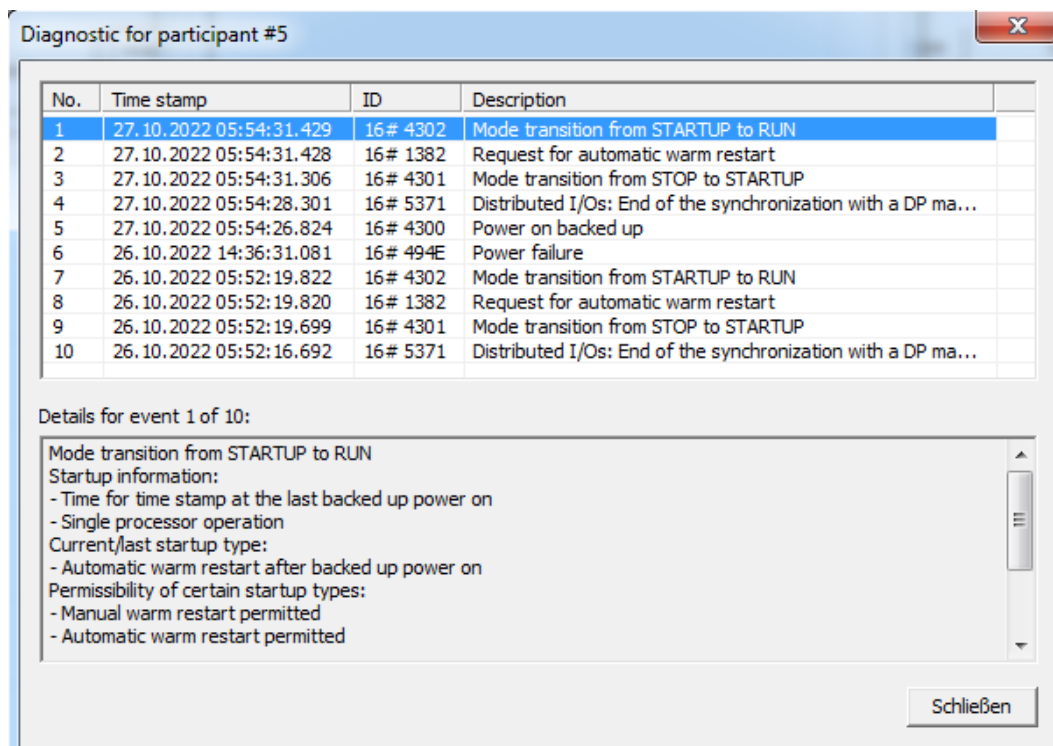 Diagnostic for participant #5
No. Time stamp ID Description
1 27.10.2022 05:54:31.429 16# 4302 Mode transition from STARTUP to RUN
2 27.10.2022 05:54:31.428 16# 1382 Request for automatic warm restart
3 27.10.2022 05:54:31.306 16# 4301 Mode transition from STOP to STARTUP
4 27.10.2022 05:54:28.301 16# 5371 Distributed I/Os: End of the synchronization with a DP ma...
5 27.10.2022 05:54:26.824 16# 4300 Power on backed up
6 26.10.2022 14:36:31.081 16# 494E Power failure
7 26.10.2022 05:52:19.822 16# 4302 Mode transition from STARTUP to RUN
8 26.10.2022 05:52:19.820 16# 1382 Request for automatic warm restart
9 26.10.2022 05:52:19.699 16# 4301 Mode transition from STOP to STARTUP
10 26.10.2022 05:52:16.692 16# 5371 Distributed I/Os: End of the synchronization with a DP ma...
Details for event 1 of 10:
Mode transition from STARTUP to RUN
Startup information:
- Time for time stamp at the last backed up power on
- Single processor operation
Current/last startup type:
- Automatic warm restart after backed up power on
Permissibility of certain startup types:
- Manual warm restart permitted
- Automatic warm restart permitted
Schließen